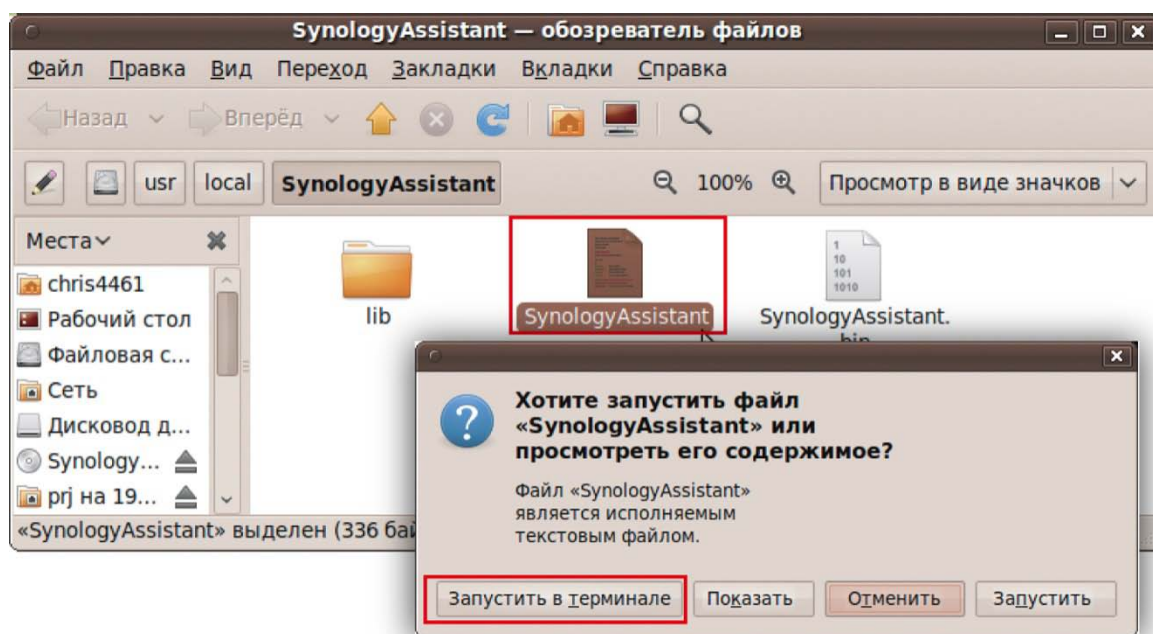 SynologyAssistant — обозреватель файлов
Файл Правка Вид Переход Закладки Вкладки Справка
Назад Вперёд
usr local SynologyAssistant 100% Просмотр в виде значков
Места
chris4461
Рабочий стол
Файловая с...
Сеть
Дисковод д...
Synology...
prj на 19...
lib
SynologyAssistant
1
10
101
1010
SynologyAssistant.
bin
«SynologyAssistant» выделен (336 бай
Хотите запустить файл
«SynologyAssistant» или
просмотреть его содержимое?
Файл «SynologyAssistant»
является исполняемым
текстовым файлом.
Запустить в терминале Показать Отменить Запустить